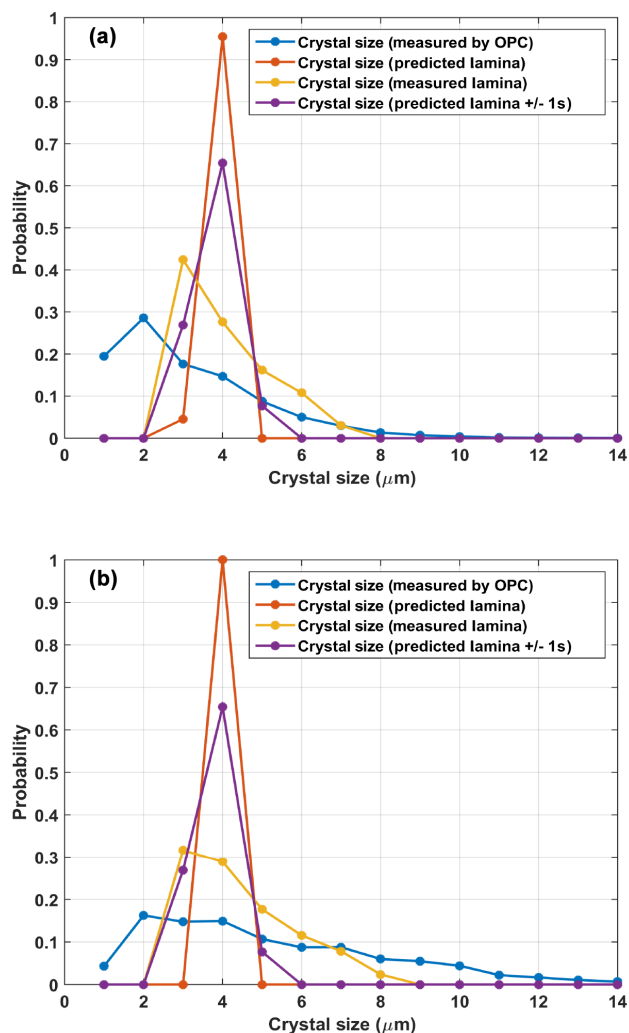 (a)
Crystal size (measured by OPC)
Crystal size (predicted lamina)
Crystal size (measured lamina)
Crystal size (predicted lamina +/- 1s)
1
0.9
0.8
0.7
0.6
0.5
0.4
0.3
0.2
0.1
0
Probability
0 2 4 6 8 10 12 14
Crystal size (μm)
(b)
Crystal size (measured by OPC)
Crystal size (predicted lamina)
Crystal size (measured lamina)
Crystal size (predicted lamina +/- 1s)
1
0.9
0.8
0.7
0.6
0.5
0.4
0.3
0.2
0.1
0
Probability
0 2 4 6 8 10 12 14
Crystal size (μm)